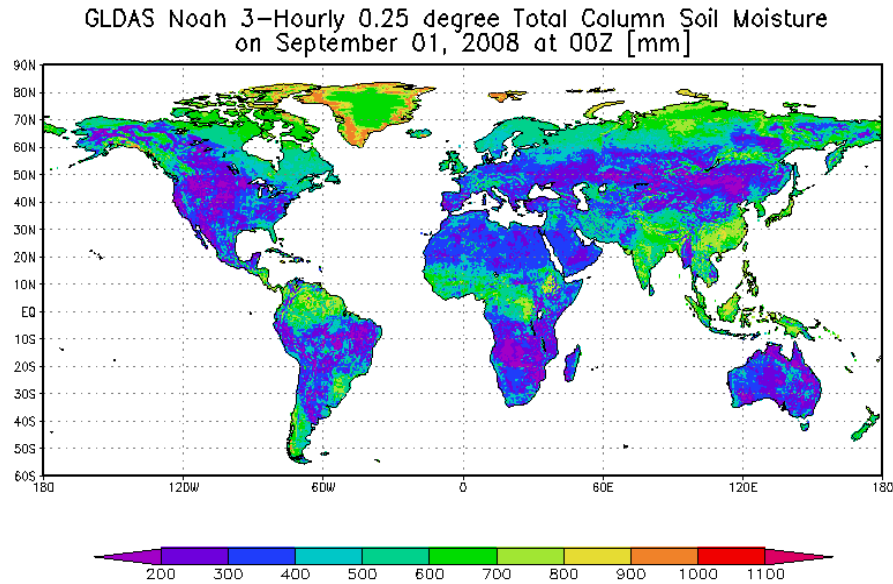 GLDAS Noah 3-Hourly 0.25 degree Total Column Soil Moisture
on September 01, 2008 at 00Z [mm]
90N
80N
70N
60N
50N
40N
30N
20N
10N
EQ
10S
20S
30S
40S
50S
60S
180 120W 60W 0 60E 120E 180
200 300 400 500 600 700 800 900 1000 1100